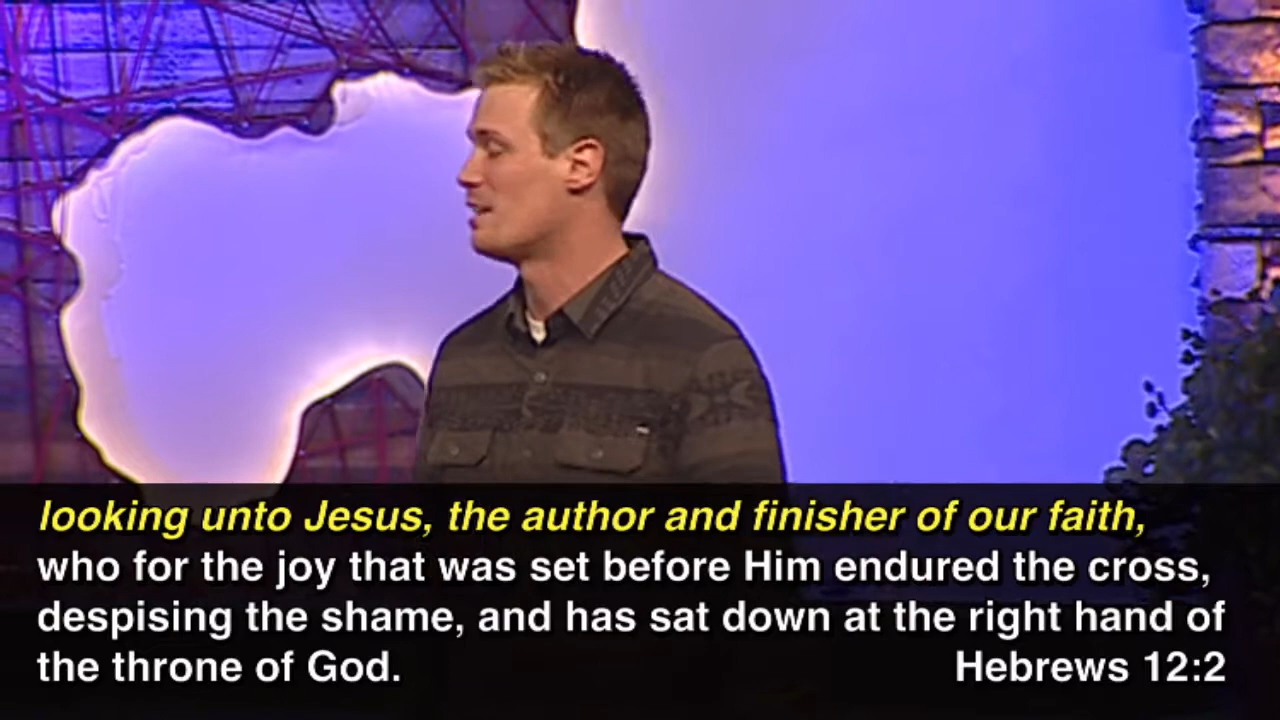 looking unto Jesus, the author and finisher of our faith,
who for the joy that was set before Him endured the cross,
despising the shame, and has sat down at the right hand of
the throne of God. Hebrews 12:2